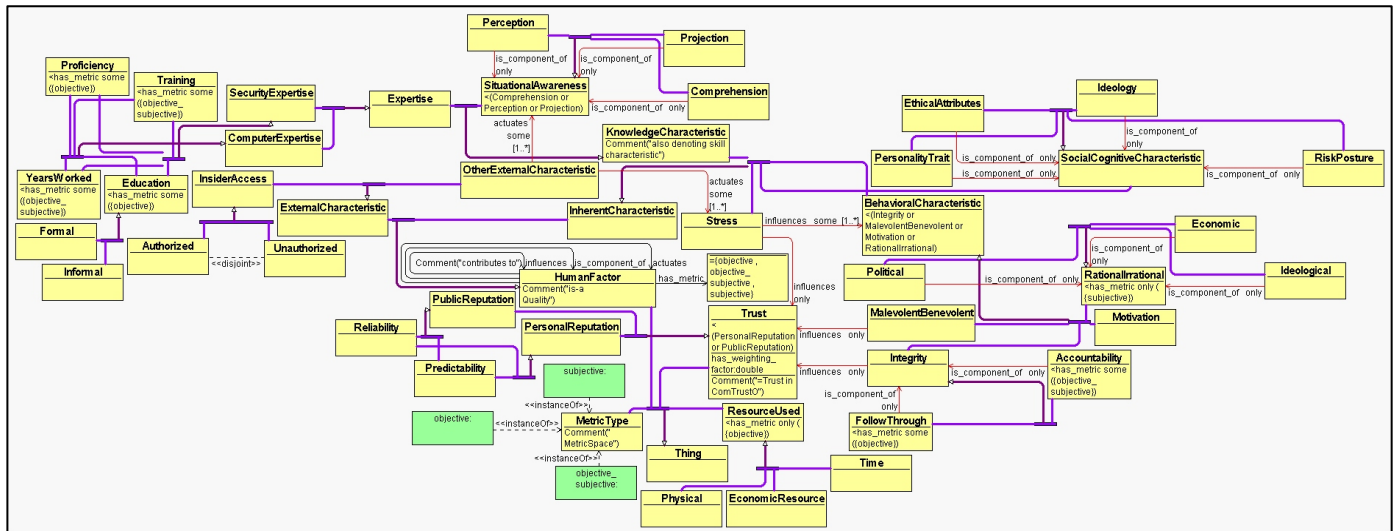 Perception
Projection
is_component_of
only
is_component_of
only
SituationalAwareness
<(Comprehension or
Perception or Projection)
Comprehension
is_component_of only
Proficiency
<has_metric some
({objective})
Training
<has_metric some
({objective_
subjective})
SecurityExpertise
ComputerExpertise
Expertise
actuates
some
[1..*]
KnowledgeCharacteristic
Comment("also denoting skill
characteristic")
EthicalAttributes
Ideology
is_component_of
only
PersonalityTrait
is_component_of only
is_component_of only
SocialCognitiveCharacteristic
is_component_of only
RiskPosture
YearsWorked
<has_metric some
({objective_
subjective})
Education
<has_metric some
({objective})
InsiderAccess
OtherExternalCharacteristic
actuates
some
[1..*]
ExternalCharacteristic
InherentCharacteristic
Stress
influences some [1..*]
BehavioralCharacteristic
<(Integrity or
MalevolentBenevolent or
Motivation or
RationalIrrational)
Formal
Informal
Authorized
Unauthorized
<<disjoint>>
Economic
is_component_of
only
Political
is_component_of only
RationalIrrational
<has_metric only (
{subjective})
is_component_of only
Ideological
Comment("contributes to")
influences
is_component_of
actuates
HumanFactor
Comment("is-a
Quality")
has_metric
={objective ,
objective_
subjective ,
subjective}
influences
only
PublicReputation
Reliability
Predictability
PersonalReputation
Trust
<
(PersonalReputation
or PublicReputation)
has_weighting_
factor:double
Comment("=Trust in
ComTrustO")
MalevolentBenevolent
influences only
Motivation
Integrity
influences only
is_component_of only
Accountability
<has_metric some
({objective_
subjective})
is_component_of
only
FollowThrough
<has_metric some
({objective})
subjective:
<<instanceOf>>
objective:
<<instanceOf>>
MetricType
Comment("
MetricSpace")
<<instanceOf>>
objective_
subjective:
Thing
ResourceUsed
<has_metric only (
{objective})
Time
Physical
EconomicResource